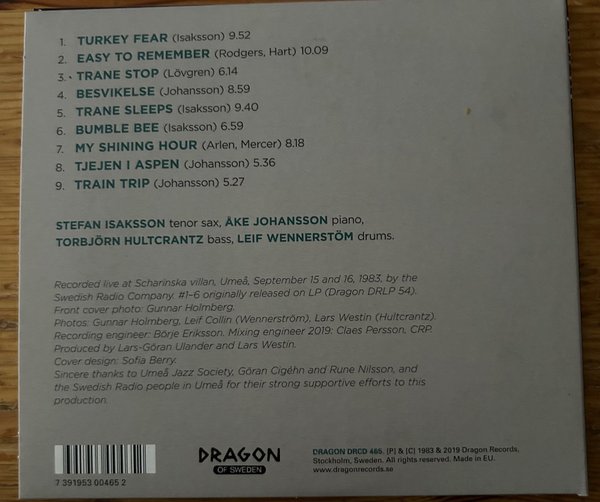 1. TURKEY FEAR (Isaksson) 9.52
2. EASY TO REMEMBER (Rodgers, Hart) 10.09
3. TRANE STOP (Lövgren) 6.14
4. BESVIKELSE (Johansson) 8.59
5. TRANE SLEEPS (Isaksson) 9.40
6. BUMBLE BEE (Isaksson) 6.59
7. MY SHINING HOUR (Arlen, Mercer) 8.18
8. TJEJEN I ASPEN (Johansson) 5.36
9. TRAIN TRIP (Johansson) 5.27
STEFAN ISAKSSON tenor sax, ÅKE JOHANSSON piano,
TORBJÖRN HULTCRANTZ bass, LEIF WENNERSTÖM drums.
Recorded live at Scharinska villan, Umeå, September 15 and 16, 1983, by the
Swedish Radio Company. #1–6 originally released on LP (Dragon DRLP 54).
Front cover photo: Gunnar Holmberg.
Photos: Gunnar Holmberg, Leif Collin (Wennerström), Lars Westin (Hultcrantz).
Recording engineer: Börje Eriksson. Mixing engineer 2019: Claes Persson, CRP.
Produced by Lars-Göran Ulander and Lars Westin.
Cover design: Sofia Berry.
Sincere thanks to Umeå Jazz Society, Göran Cigéhn and Rune Nilsson, and
the Swedish Radio people in Umeå for their strong supportive efforts to this
production.
7 391953 004652
DRAGON
OF SWEDEN
DRAGON DRCD 465. [P] & [C] 1983 & 2019 Dragon Records,
Stockholm, Sweden. All rights reserved. Made in EU.
www.dragonrecords.se